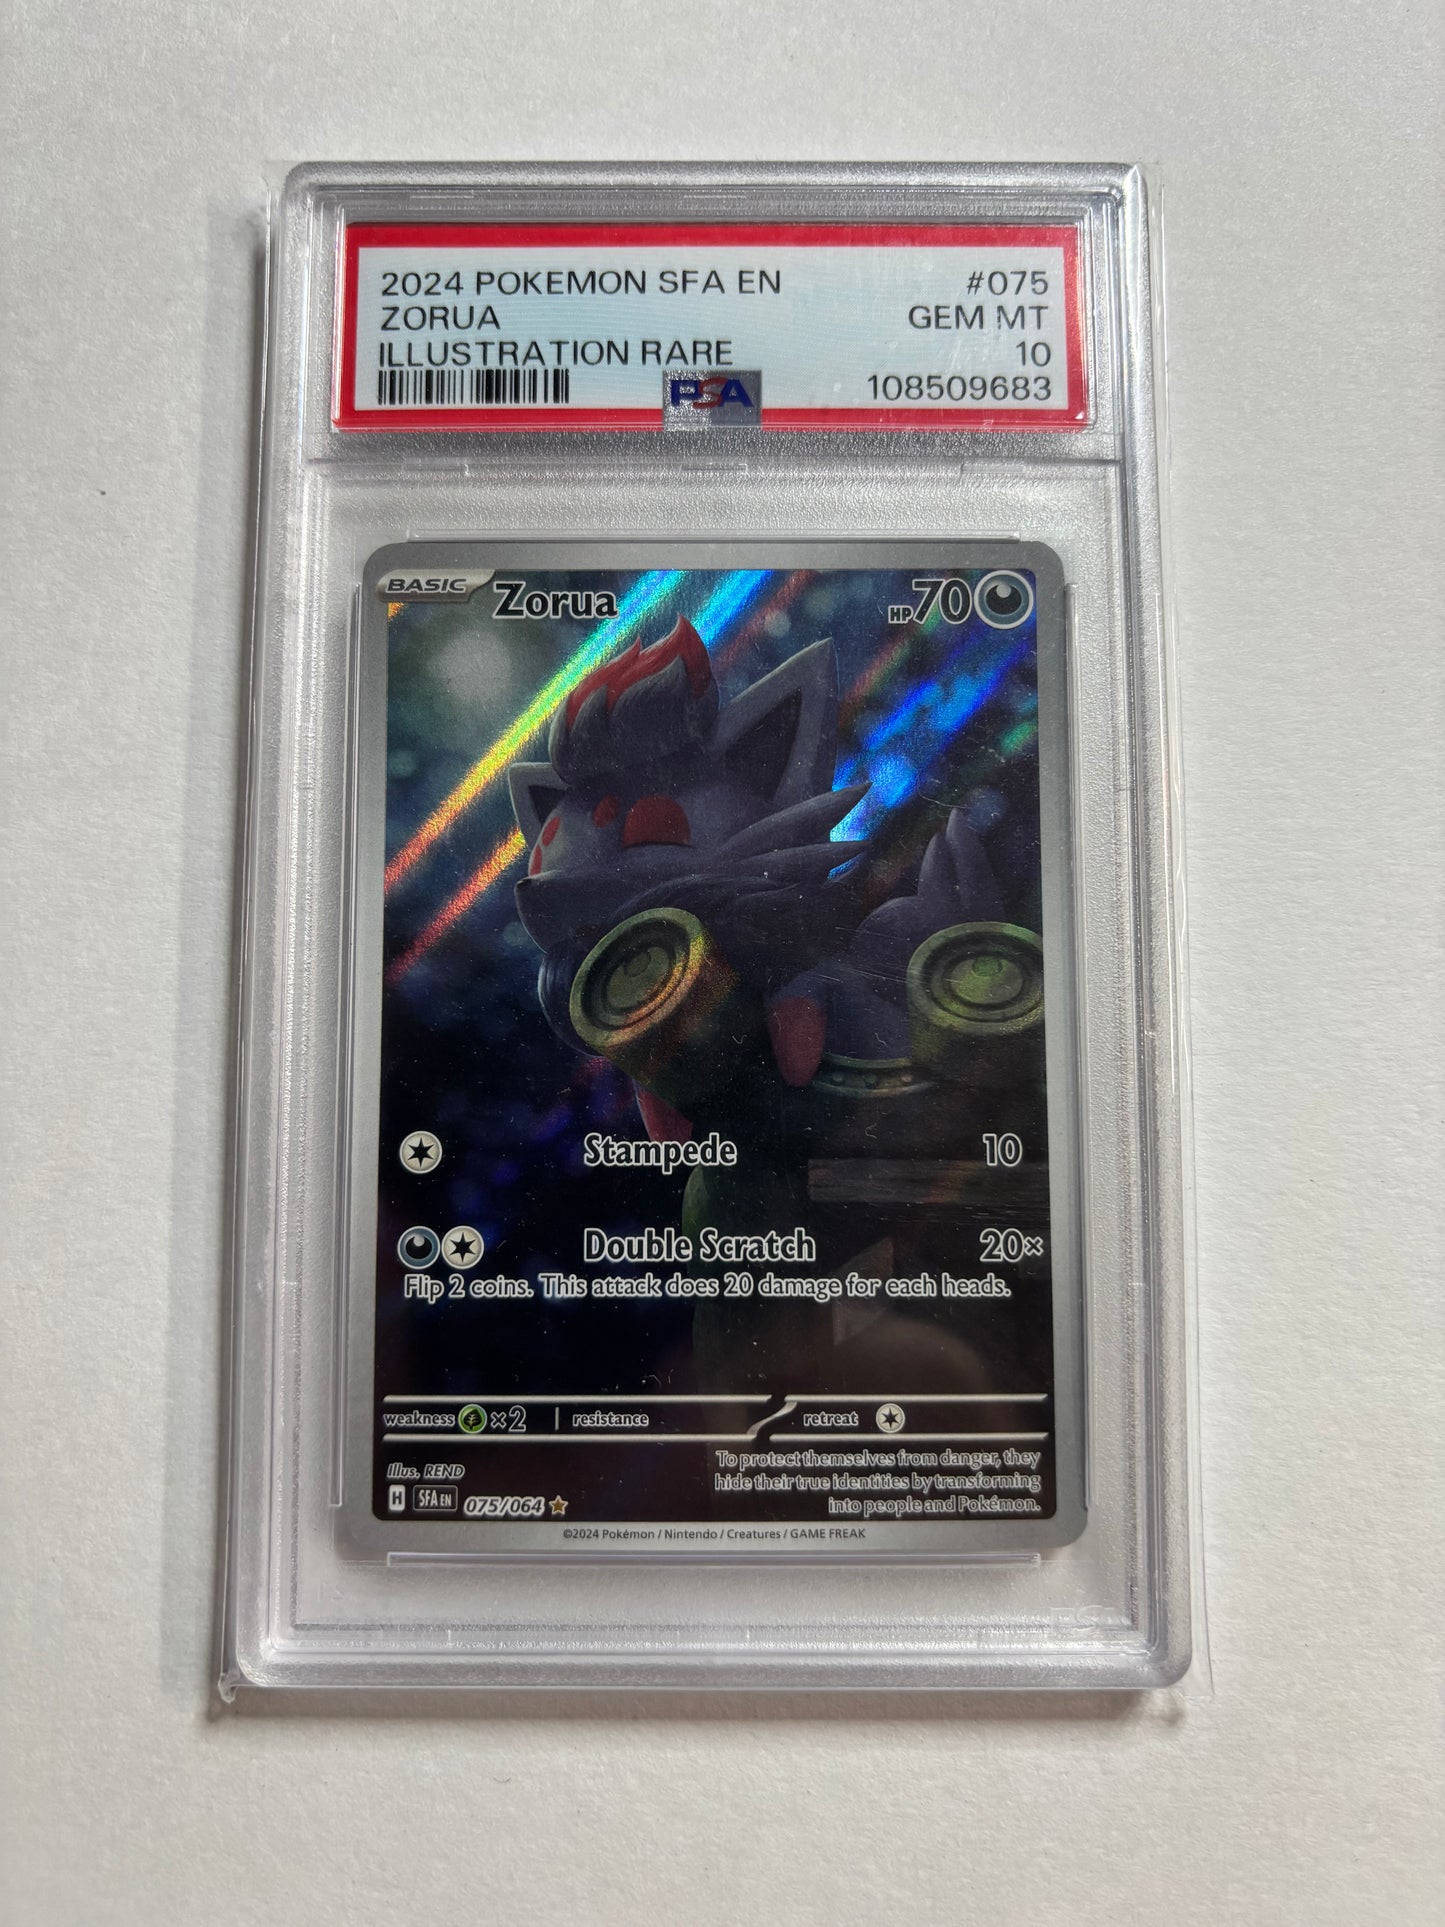 2024 POKEMON SFA EN #075
ZORUA GEM MT
ILLUSTRATION RARE 10
PSA 108509683
BASIC Zorua HP 70
Stampede 10
Double Scratch 20×
Flip 2 coins. This attack does 20 damage for each heads.
weakness ×2 resistance retreat
To protect themselves from danger, they
hide their true identities by transforming
into people and Pokémon.
Illus. REND
H SFA EN 075/064
©2024 Pokémon / Nintendo / Creatures / GAME FREAK